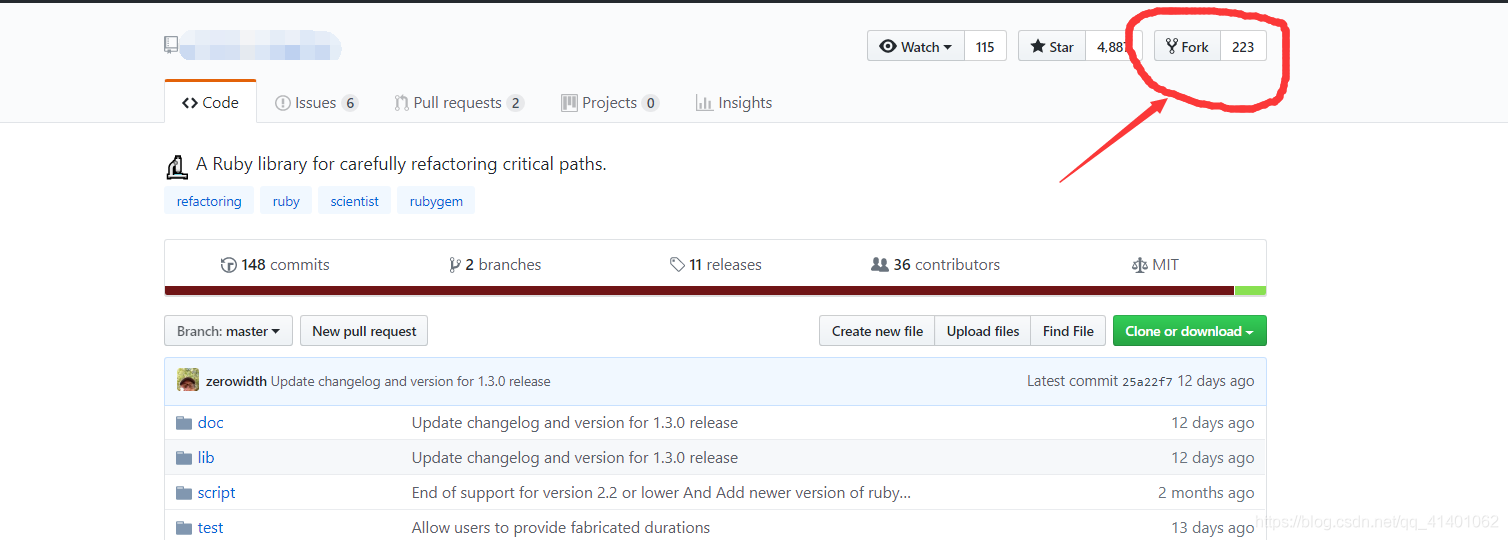 Watch 115 Star 4,887 Fork 223
Code Issues 6 Pull requests 2 Projects 0 Insights
A Ruby library for carefully refactoring critical paths.
refactoring ruby scientist rubygem
148 commits 2 branches 11 releases 36 contributors MIT
Branch: master New pull request Create new file Upload files Find File Clone or download
zerowidth Update changelog and version for 1.3.0 release Latest commit 25a22f7 12 days ago
doc Update changelog and version for 1.3.0 release 12 days ago
lib Update changelog and version for 1.3.0 release 12 days ago
script End of support for version 2.2 or lower And Add newer version of ruby... 2 months ago
test Allow users to provide fabricated durations 13 days ago
https://blog.csdn.net/qq_41401062